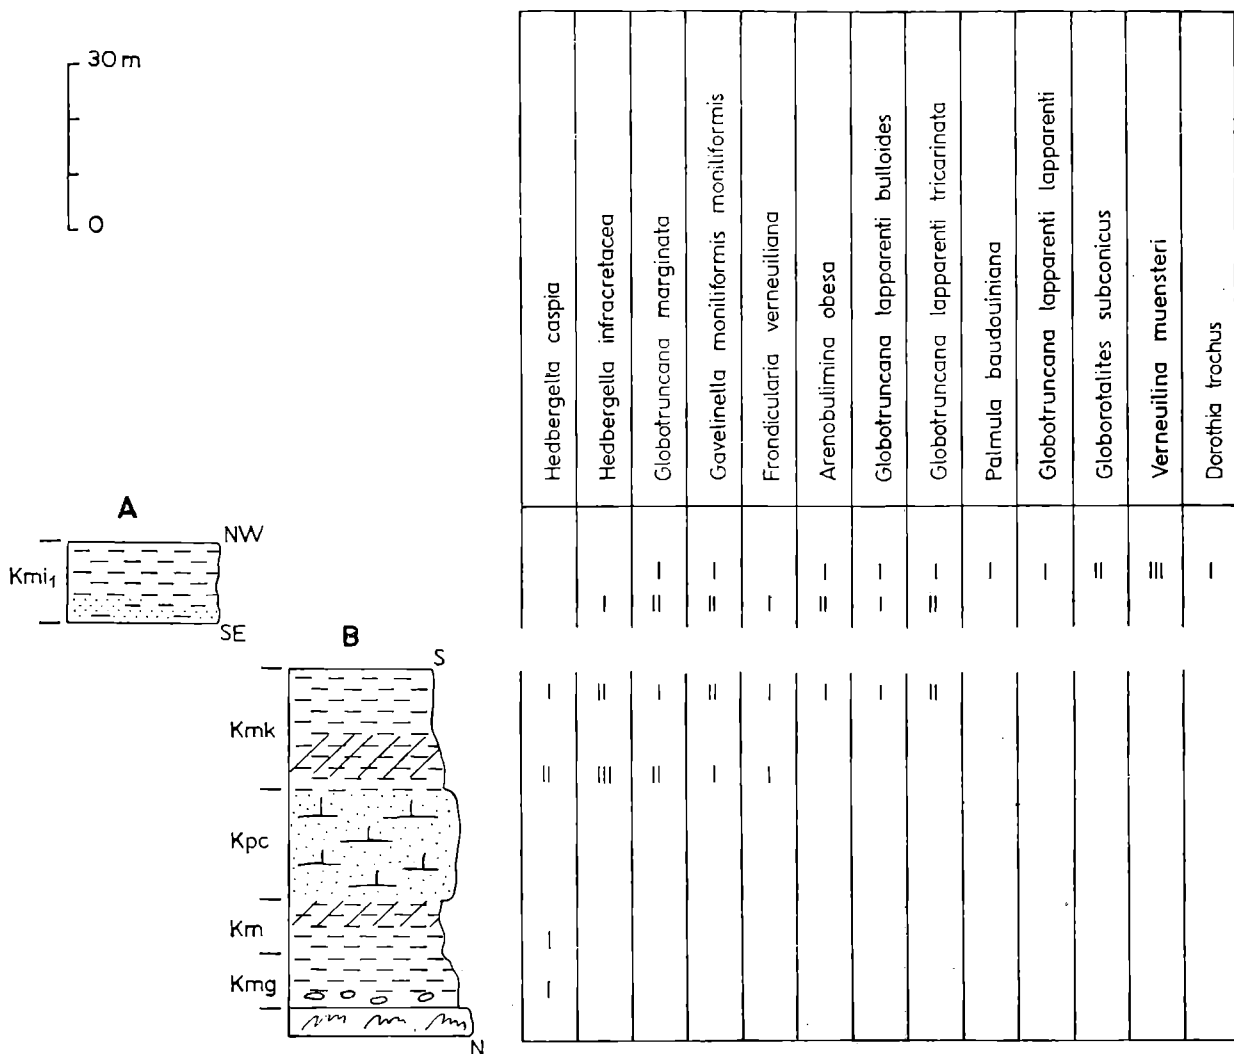 30m
0
Hedbergella caspia
Hedbergella infracretacea
Globotruncana marginata
Gavelinella moniliformis moniliformis
Frondicularia verneuiliana
Arenobulimina obesa
Globotruncana lapparenti bulloides
Globotruncana lapparenti tricarinata
Palmula baudouiniana
Globotruncana lapparenti lapparenti
Globorotalites subconicus
Verneuilina muensteri
Dorothia trochus
A
NW
Kmi₁
SE
B
S
Kmk
Kpc
Km
Kmg
N